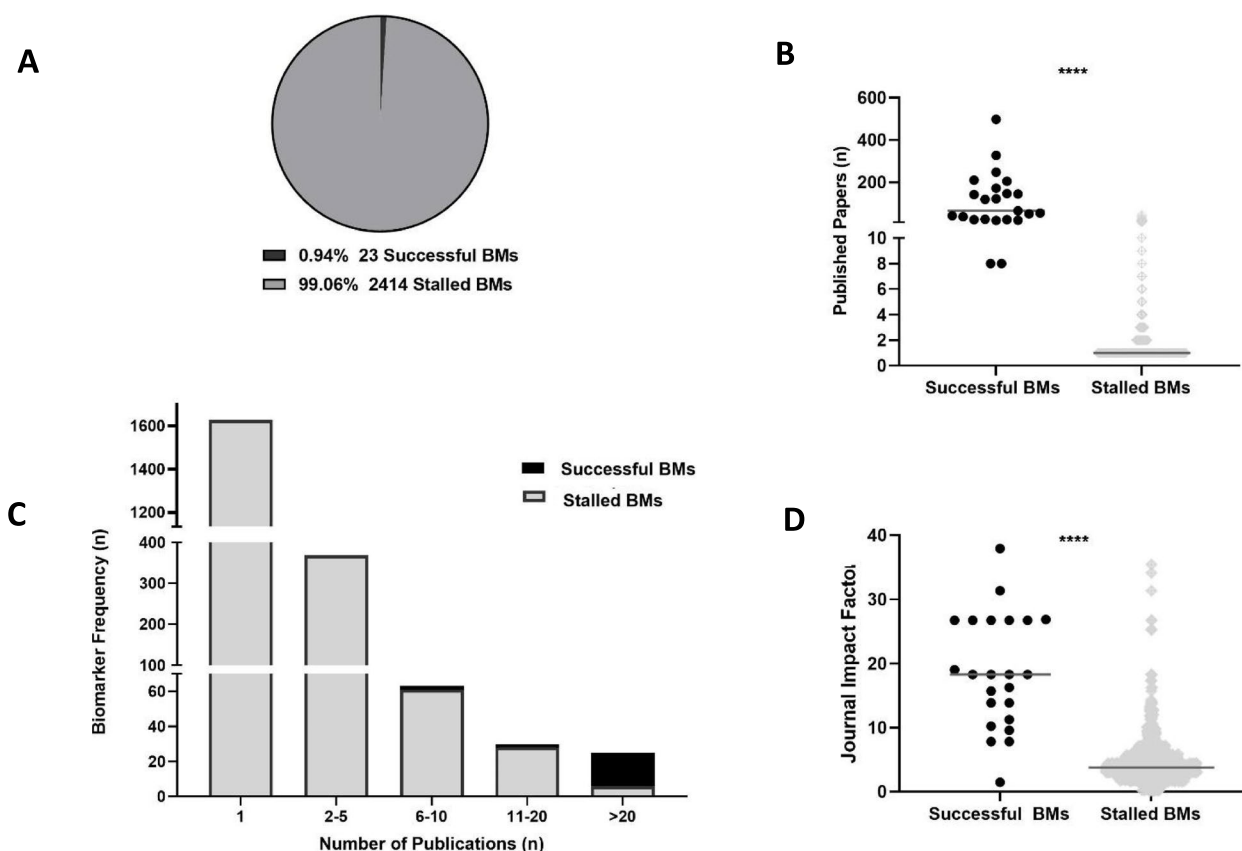 A
0.94% 23 Successful BMs
99.06% 2414 Stalled BMs
B
****
Published Papers (n)
600
400
200
10
8
6
4
2
0
Successful BMs
Stalled BMs
C
Biomarker Frequency (n)
1600
1400
1200
400
300
200
100
60
40
20
0
Successful BMs
Stalled BMs
1
2-5
6-10
11-20
>20
Number of Publications (n)
D
****
Journal Impact Facto
40
30
20
10
0
Successful BMs
Stalled BMs